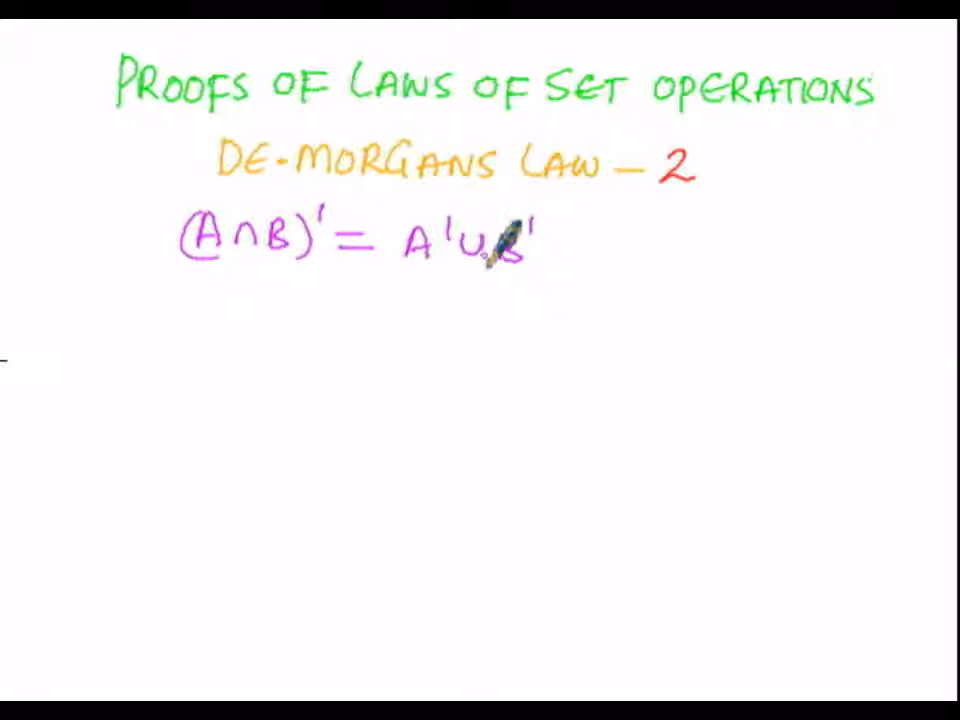 PROOFS OF LAWS OF SET OPERATIONS
DE-MORGANS LAW - 2
(A∩B)' = A'∪B'